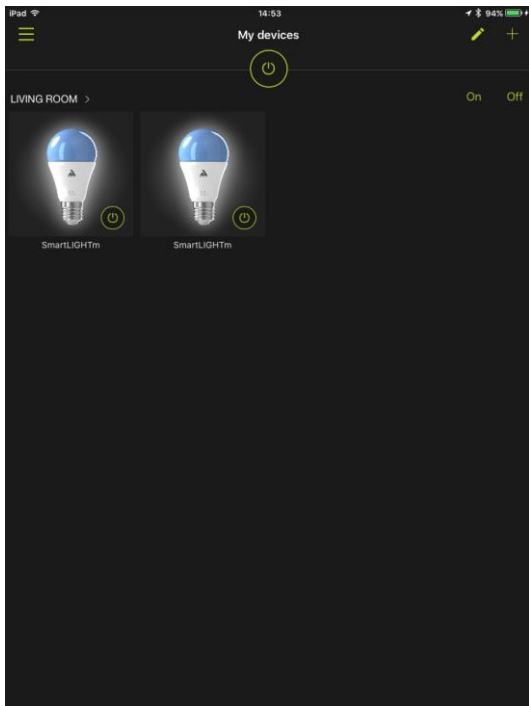 iPad 14:53 94%
My devices
LIVING ROOM > On Off
SmartLIGHTm SmartLIGHTm